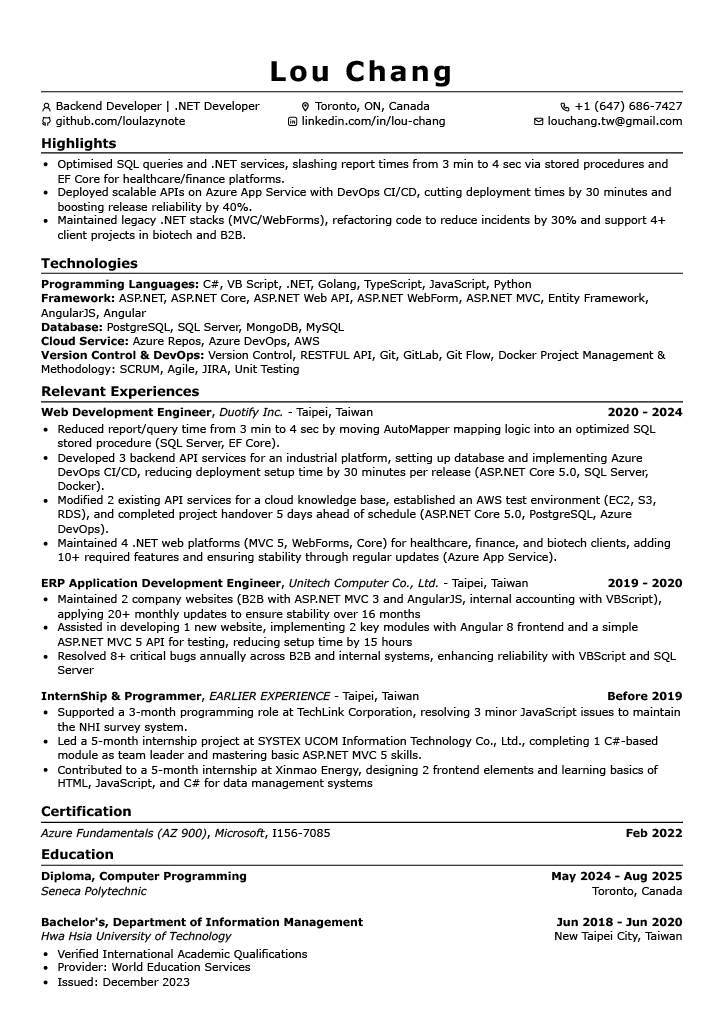 Lou Chang
Backend Developer | .NET Developer
Toronto, ON, Canada
+1 (647) 686-7427
github.com/loulazynote
linkedin.com/in/lou-chang
louchang.tw@gmail.com
Highlights
• Optimised SQL queries and .NET services, slashing report times from 3 min to 4 sec via stored procedures and
EF Core for healthcare/finance platforms.
• Deployed scalable APIs on Azure App Service with DevOps CI/CD, cutting deployment times by 30 minutes and
boosting release reliability by 40%.
• Maintained legacy .NET stacks (MVC/WebForms), refactoring code to reduce incidents by 30% and support 4+
client projects in biotech and B2B.
Technologies
Programming Languages: C#, VB Script, .NET, Golang, TypeScript, JavaScript, Python
Framework: ASP.NET, ASP.NET Core, ASP.NET Web API, ASP.NET WebForm, ASP.NET MVC, Entity Framework,
AngularJS, Angular
Database: PostgreSQL, SQL Server, MongoDB, MySQL
Cloud Service: Azure Repos, Azure DevOps, AWS
Version Control & DevOps: Version Control, RESTFUL API, Git, GitLab, Git Flow, Docker Project Management &
Methodology: SCRUM, Agile, JIRA, Unit Testing
Relevant Experiences
Web Development Engineer, Duotify Inc. - Taipei, Taiwan 2020 - 2024
• Reduced report/query time from 3 min to 4 sec by moving AutoMapper mapping logic into an optimized SQL
stored procedure (SQL Server, EF Core).
• Developed 3 backend API services for an industrial platform, setting up database and implementing Azure
DevOps CI/CD, reducing deployment setup time by 30 minutes per release (ASP.NET Core 5.0, SQL Server,
Docker).
• Modified 2 existing API services for a cloud knowledge base, established an AWS test environment (EC2, S3,
RDS), and completed project handover 5 days ahead of schedule (ASP.NET Core 5.0, PostgreSQL, Azure
DevOps).
• Maintained 4 .NET web platforms (MVC 5, WebForms, Core) for healthcare, finance, and biotech clients, adding
10+ required features and ensuring stability through regular updates (Azure App Service).
ERP Application Development Engineer, Unitech Computer Co., Ltd. - Taipei, Taiwan 2019 - 2020
• Maintained 2 company websites (B2B with ASP.NET MVC 3 and AngularJS, internal accounting with VBScript),
applying 20+ monthly updates to ensure stability over 16 months
• Assisted in developing 1 new website, implementing 2 key modules with Angular 8 frontend and a simple
ASP.NET MVC 5 API for testing, reducing setup time by 15 hours
• Resolved 8+ critical bugs annually across B2B and internal systems, enhancing reliability with VBScript and SQL
Server
InternShip & Programmer, EARLIER EXPERIENCE - Taipei, Taiwan Before 2019
• Supported a 3-month programming role at TechLink Corporation, resolving 3 minor JavaScript issues to maintain
the NHI survey system.
• Led a 5-month internship project at SYSTEX UCOM Information Technology Co., Ltd., completing 1 C#-based
module as team leader and mastering basic ASP.NET MVC 5 skills.
• Contributed to a 5-month internship at Xinmao Energy, designing 2 frontend elements and learning basics of
HTML, JavaScript, and C# for data management systems
Certification
Azure Fundamentals (AZ 900), Microsoft, I156-7085 Feb 2022
Education
Diploma, Computer Programming May 2024 - Aug 2025
Seneca Polytechnic Toronto, Canada
Bachelor's, Department of Information Management Jun 2018 - Jun 2020
Hwa Hsia University of Technology New Taipei City, Taiwan
• Verified International Academic Qualifications
• Provider: World Education Services
• Issued: December 2023